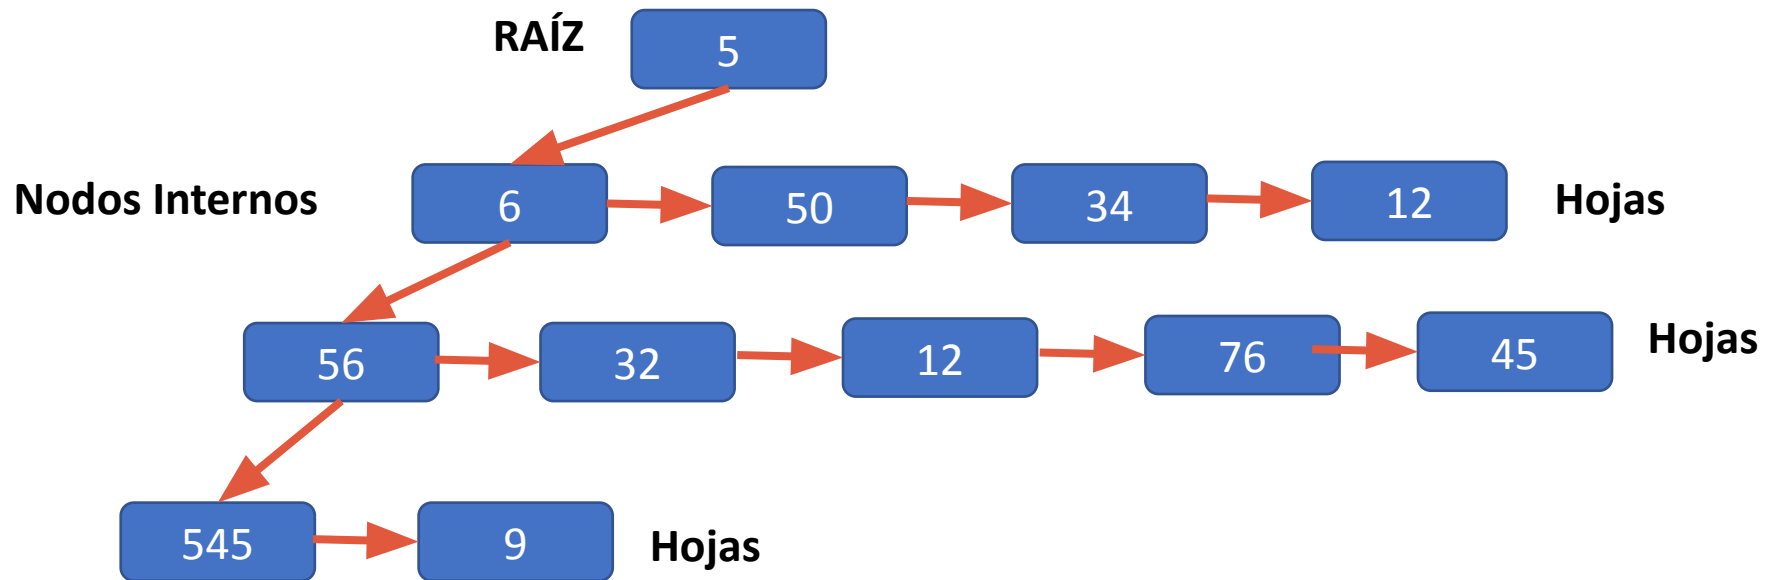 RAÍZ 5
Nodos Internos 6 50 34 12 Hojas
56 32 12 76 45 Hojas
545 9 Hojas